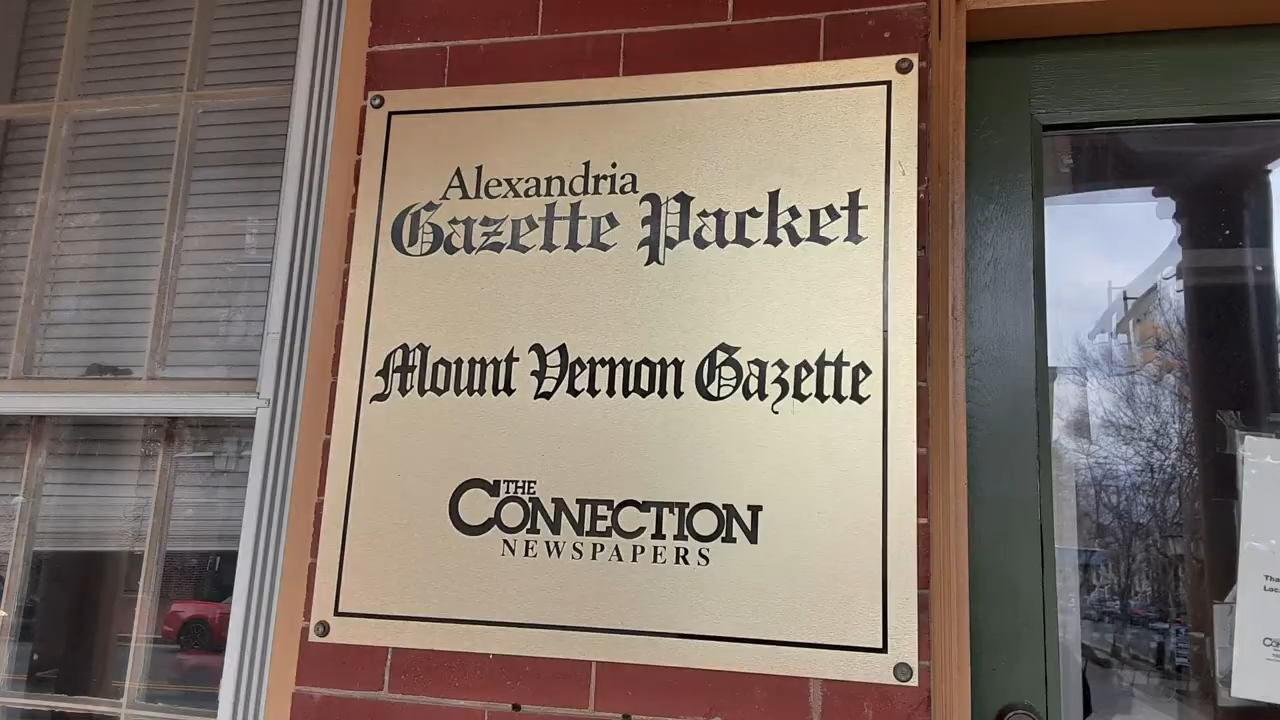 Alexandria
Gazette Packet
Mount Vernon Gazette
THE
CONNECTION
NEWSPAPERS